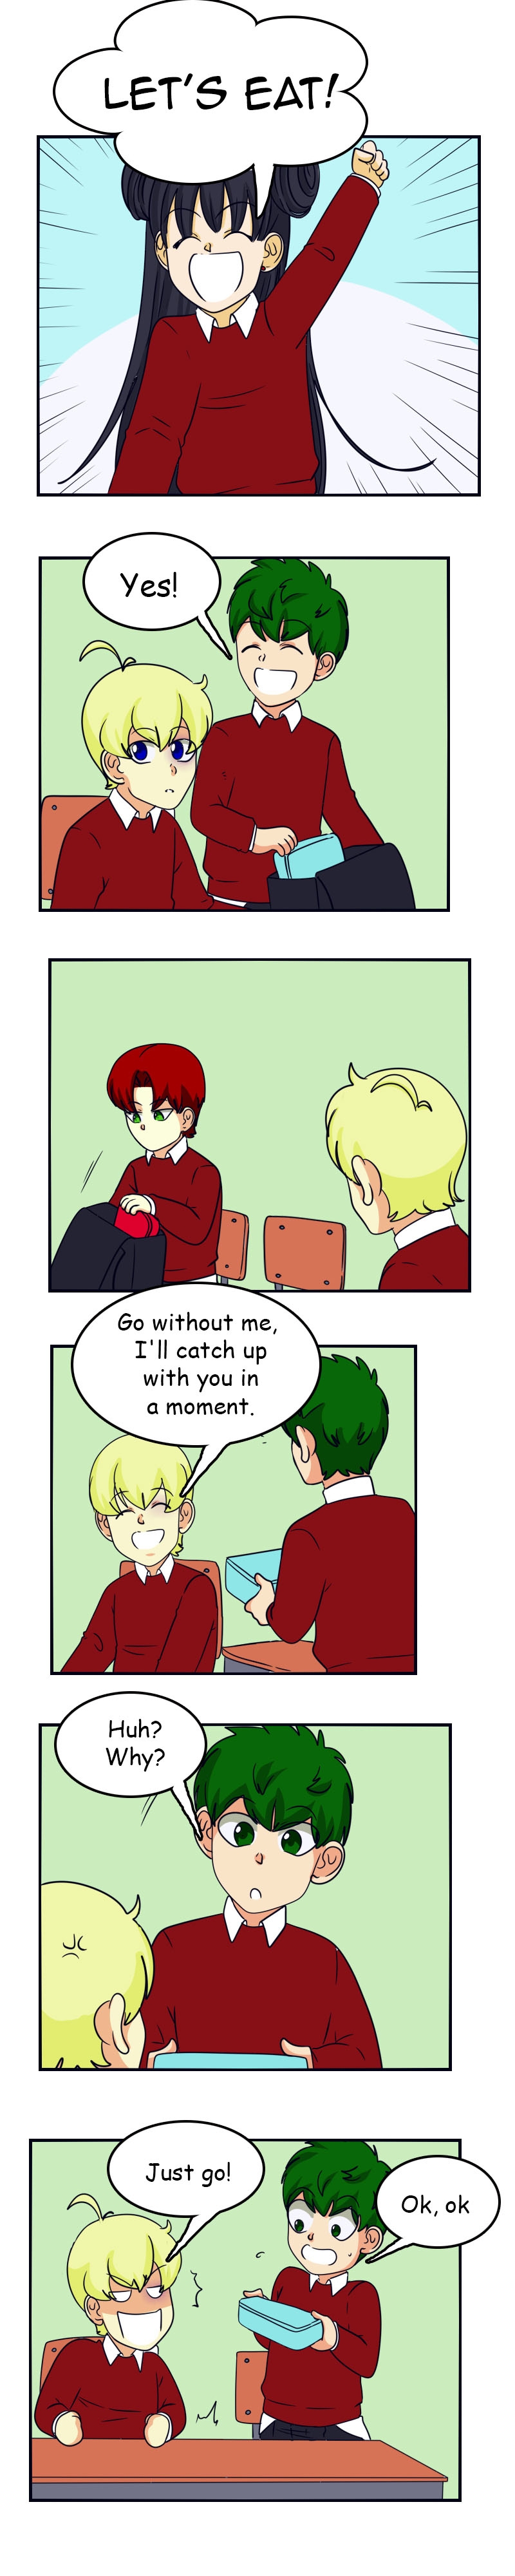 LET'S EAT!
Yes!
Go without me,
I'll catch up
with you in
a moment.
Huh?
Why?
Just go!
Ok, ok